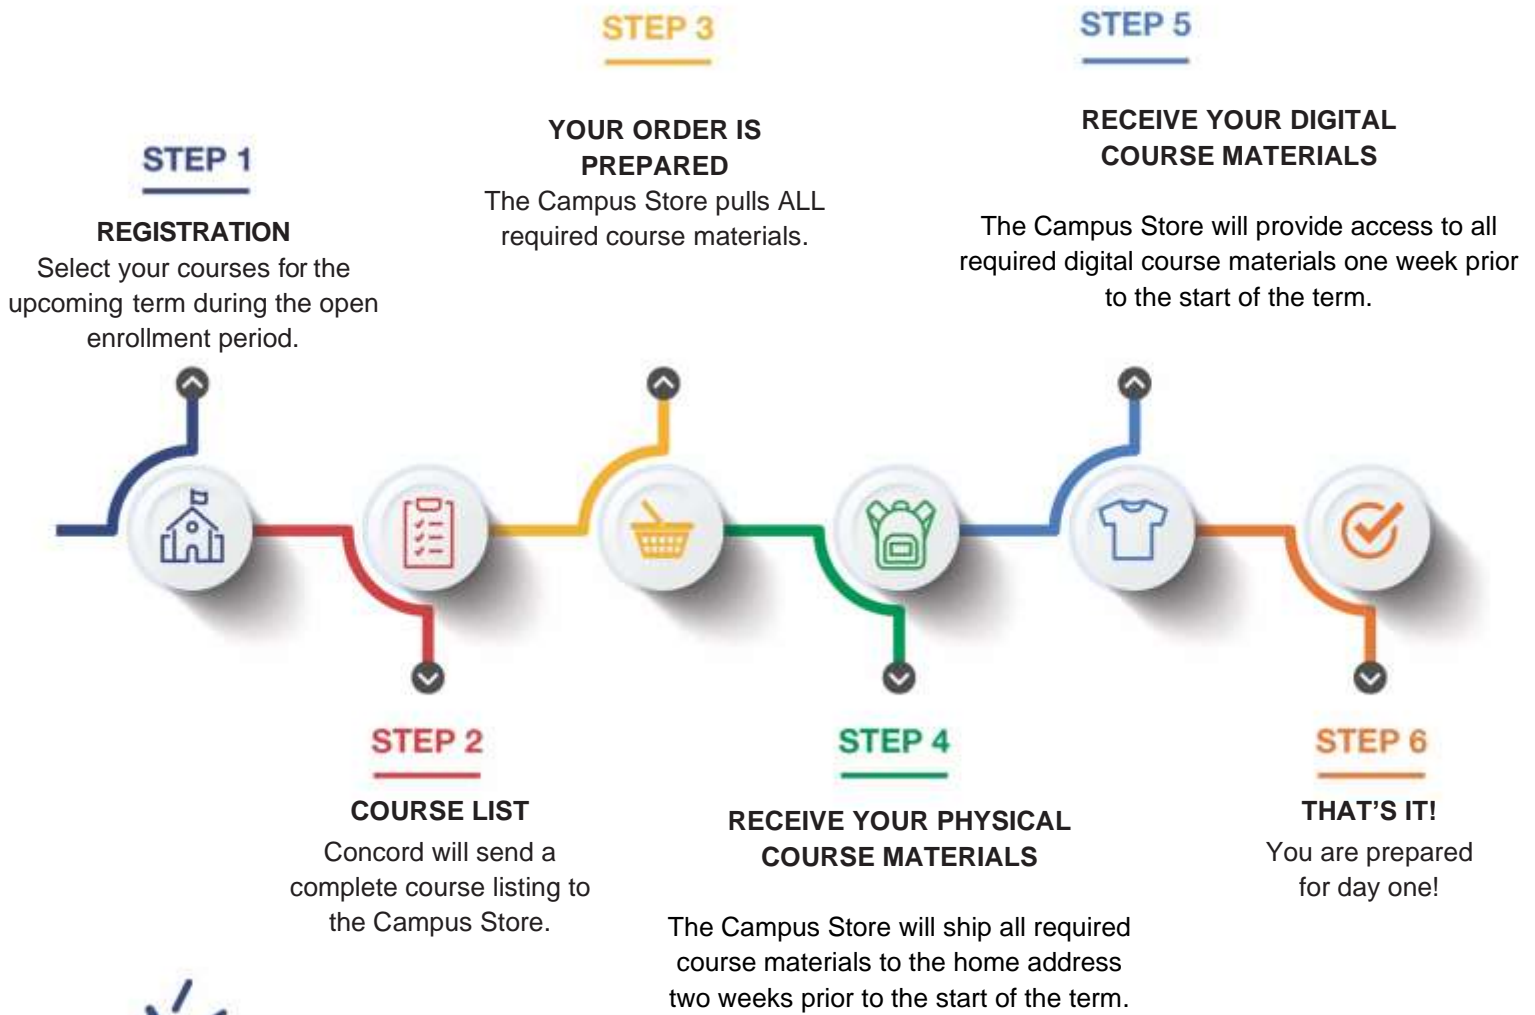 STEP 1
REGISTRATION
Select your courses for the
upcoming term during the open
enrollment period.
STEP 2
COURSE LIST
Concord will send a
complete course listing to
the Campus Store.
STEP 3
YOUR ORDER IS
PREPARED
The Campus Store pulls ALL
required course materials.
STEP 4
RECEIVE YOUR PHYSICAL
COURSE MATERIALS
The Campus Store will ship all required
course materials to the home address
two weeks prior to the start of the term.
STEP 5
RECEIVE YOUR DIGITAL
COURSE MATERIALS
The Campus Store will provide access to all
required digital course materials one week prior
to the start of the term.
STEP 6
THAT’S IT!
You are prepared
for day one!